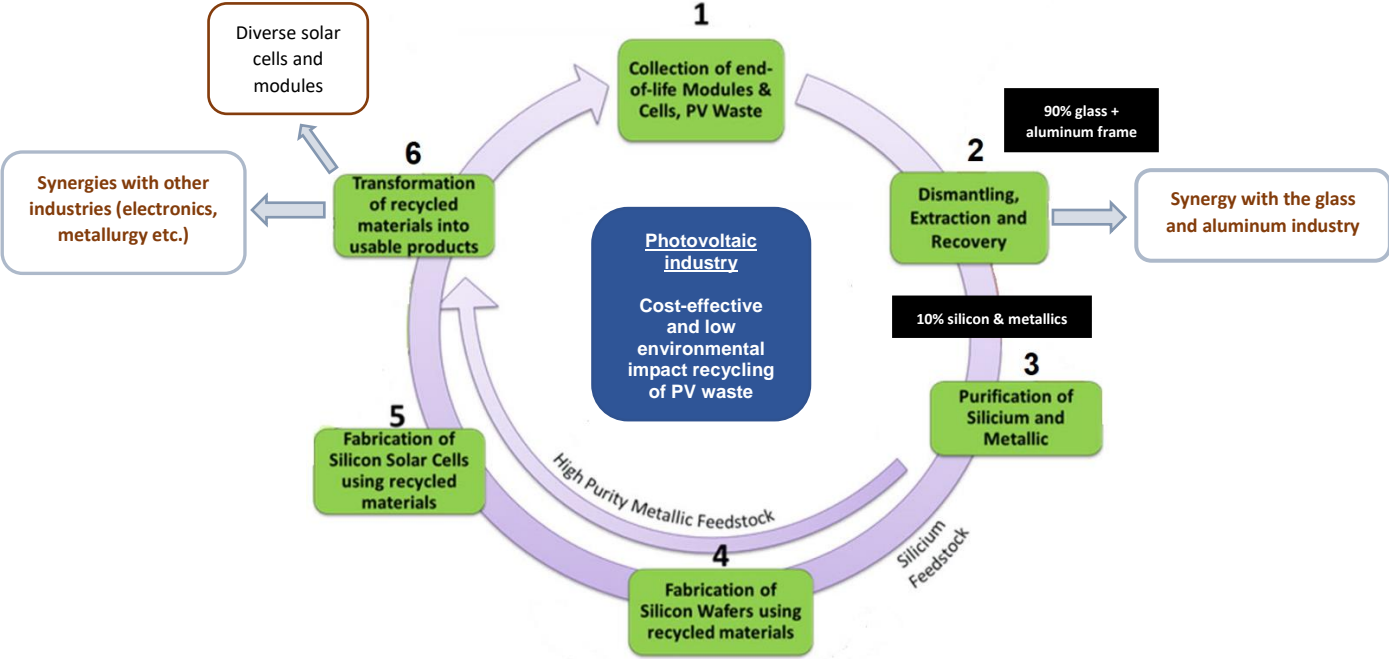 1
Collection of end-
of-life Modules &
Cells, PV Waste
90% glass +
aluminum frame
2
Dismantling,
Extraction and
Recovery
Synergy with the glass
and aluminum industry
10% silicon & metallics
3
Purification of
Silicium and
Metallic
Silicium
Feedstock
High Purity Metallic Feedstock
4
Fabrication of
Silicon Wafers using
recycled materials
5
Fabrication of
Silicon Solar Cells
using recycled
materials
6
Transformation
of recycled
materials into
usable products
Diverse solar
cells and
modules
Synergies with other
industries (electronics,
metallurgy etc.)
Photovoltaic
industry
Cost-effective
and low
environmental
impact recycling
of PV waste